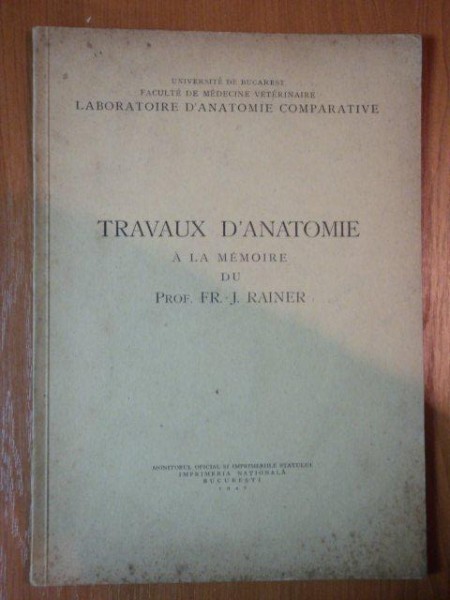 UNIVERSITÉ DE BUCAREST
FACULTÉ DE MÉDECINE VETÉRINAIRE
LABORATOIRE D'ANATOMIE COMPARATIVE
TRAVAUX D'ANATOMIE
À LA MÉMOIRE
DU
PROF. FR.-J. RAINER
MONITORUL OFICIAL ȘI IMPRIMERIILE STATULUI
IMPRIMERIA NAȚIONALĂ
BUCUREȘTI